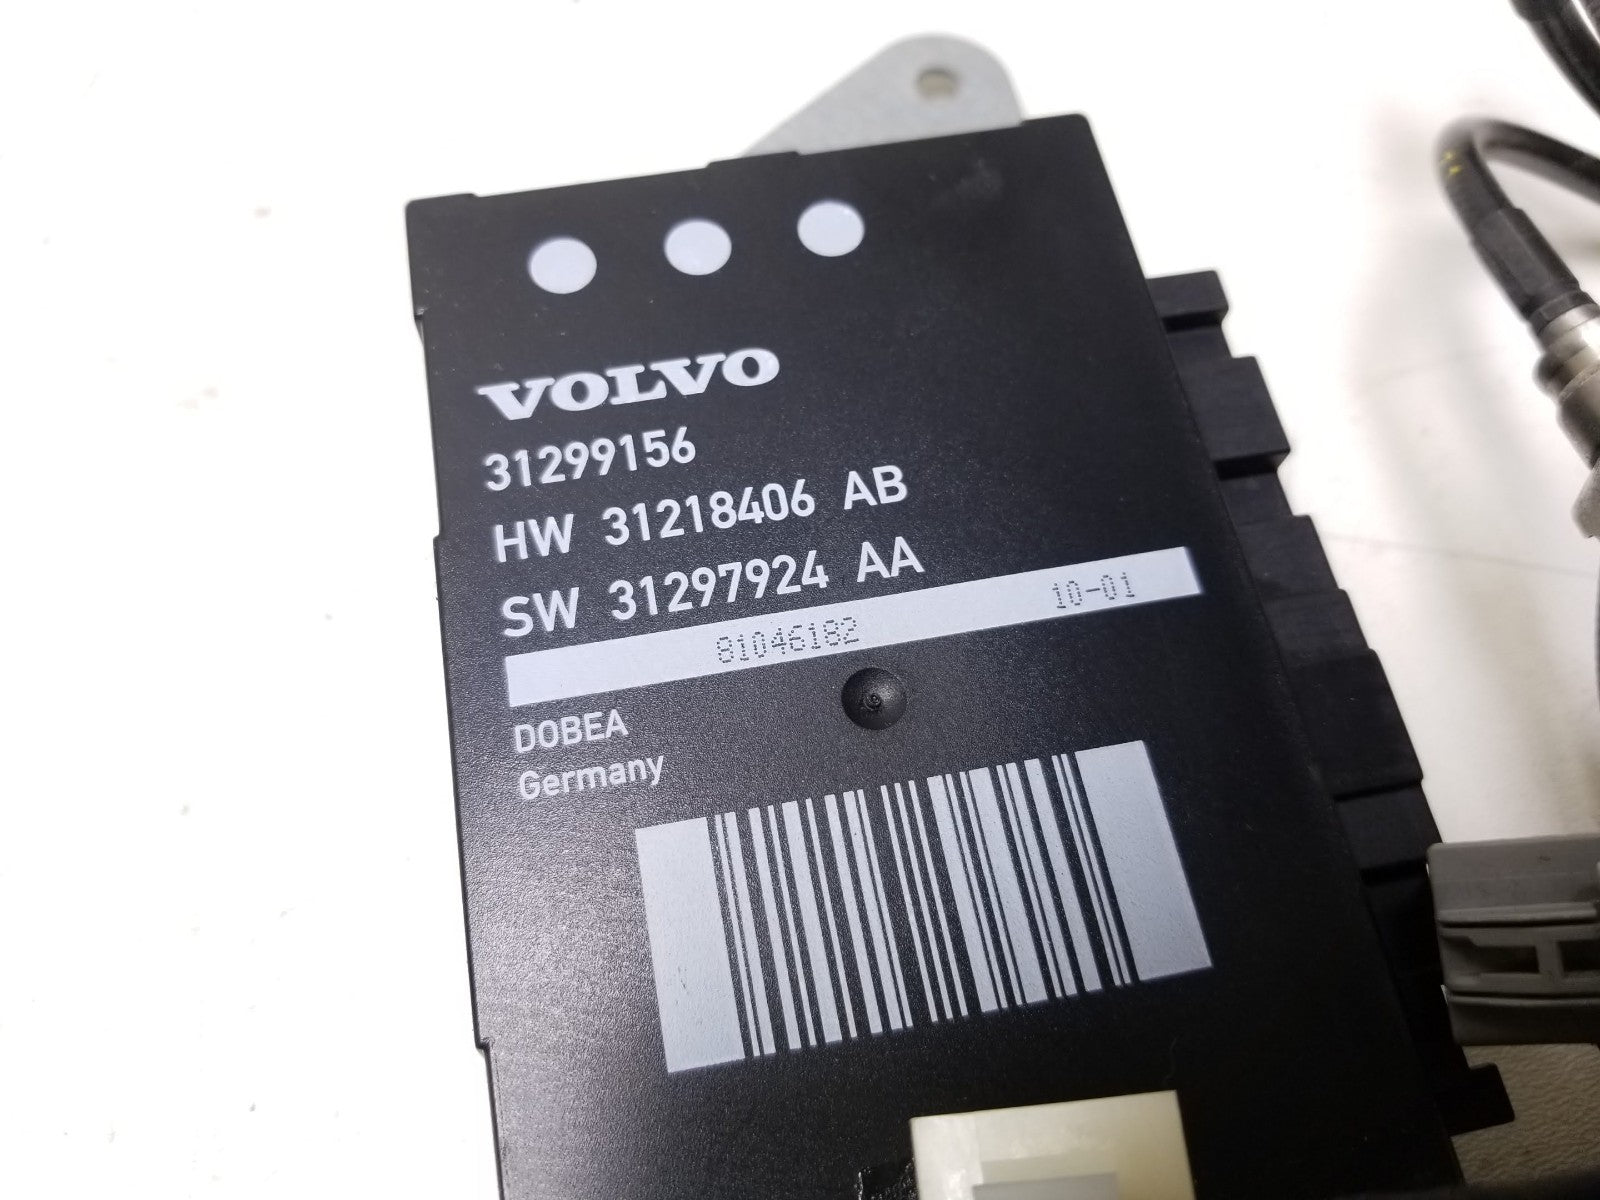 VOLVO
31299156
HW 31218406 AB
SW 31297924 AA
81046182 10-01
DOBEA
Germany